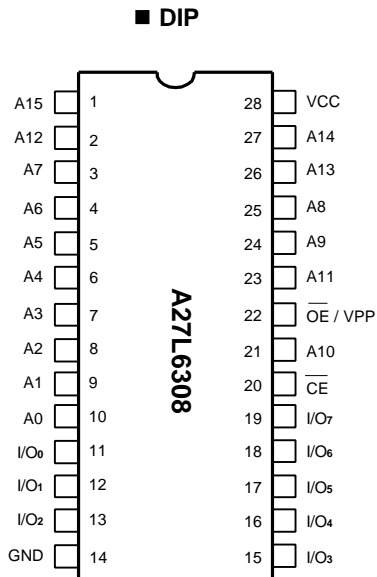 ■ DIP
A15 1 28 VCC
A12 2 27 A14
A7 3 26 A13
A6 4 25 A8
A5 5 24 A9
A4 6 23 A11
A3 7 22 O̅E̅ / VPP
A2 8 21 A10
A1 9 20 C̅E̅
A0 10 19 I/O₇
I/O₀ 11 18 I/O₆
I/O₁ 12 17 I/O₅
I/O₂ 13 16 I/O₄
GND 14 15 I/O₃
A27L6308